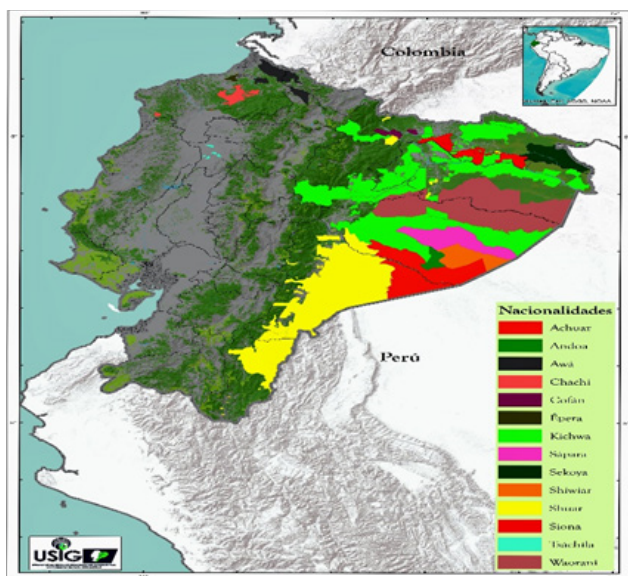 Colombia
Perú
Nacionalidades
Achuar
Andoa
Awá
Chachi
Cofán
Épera
Kichwa
Sápara
Sekoya
Shiwiar
Shuar
Siona
Tsáchila
Waorani
USIG